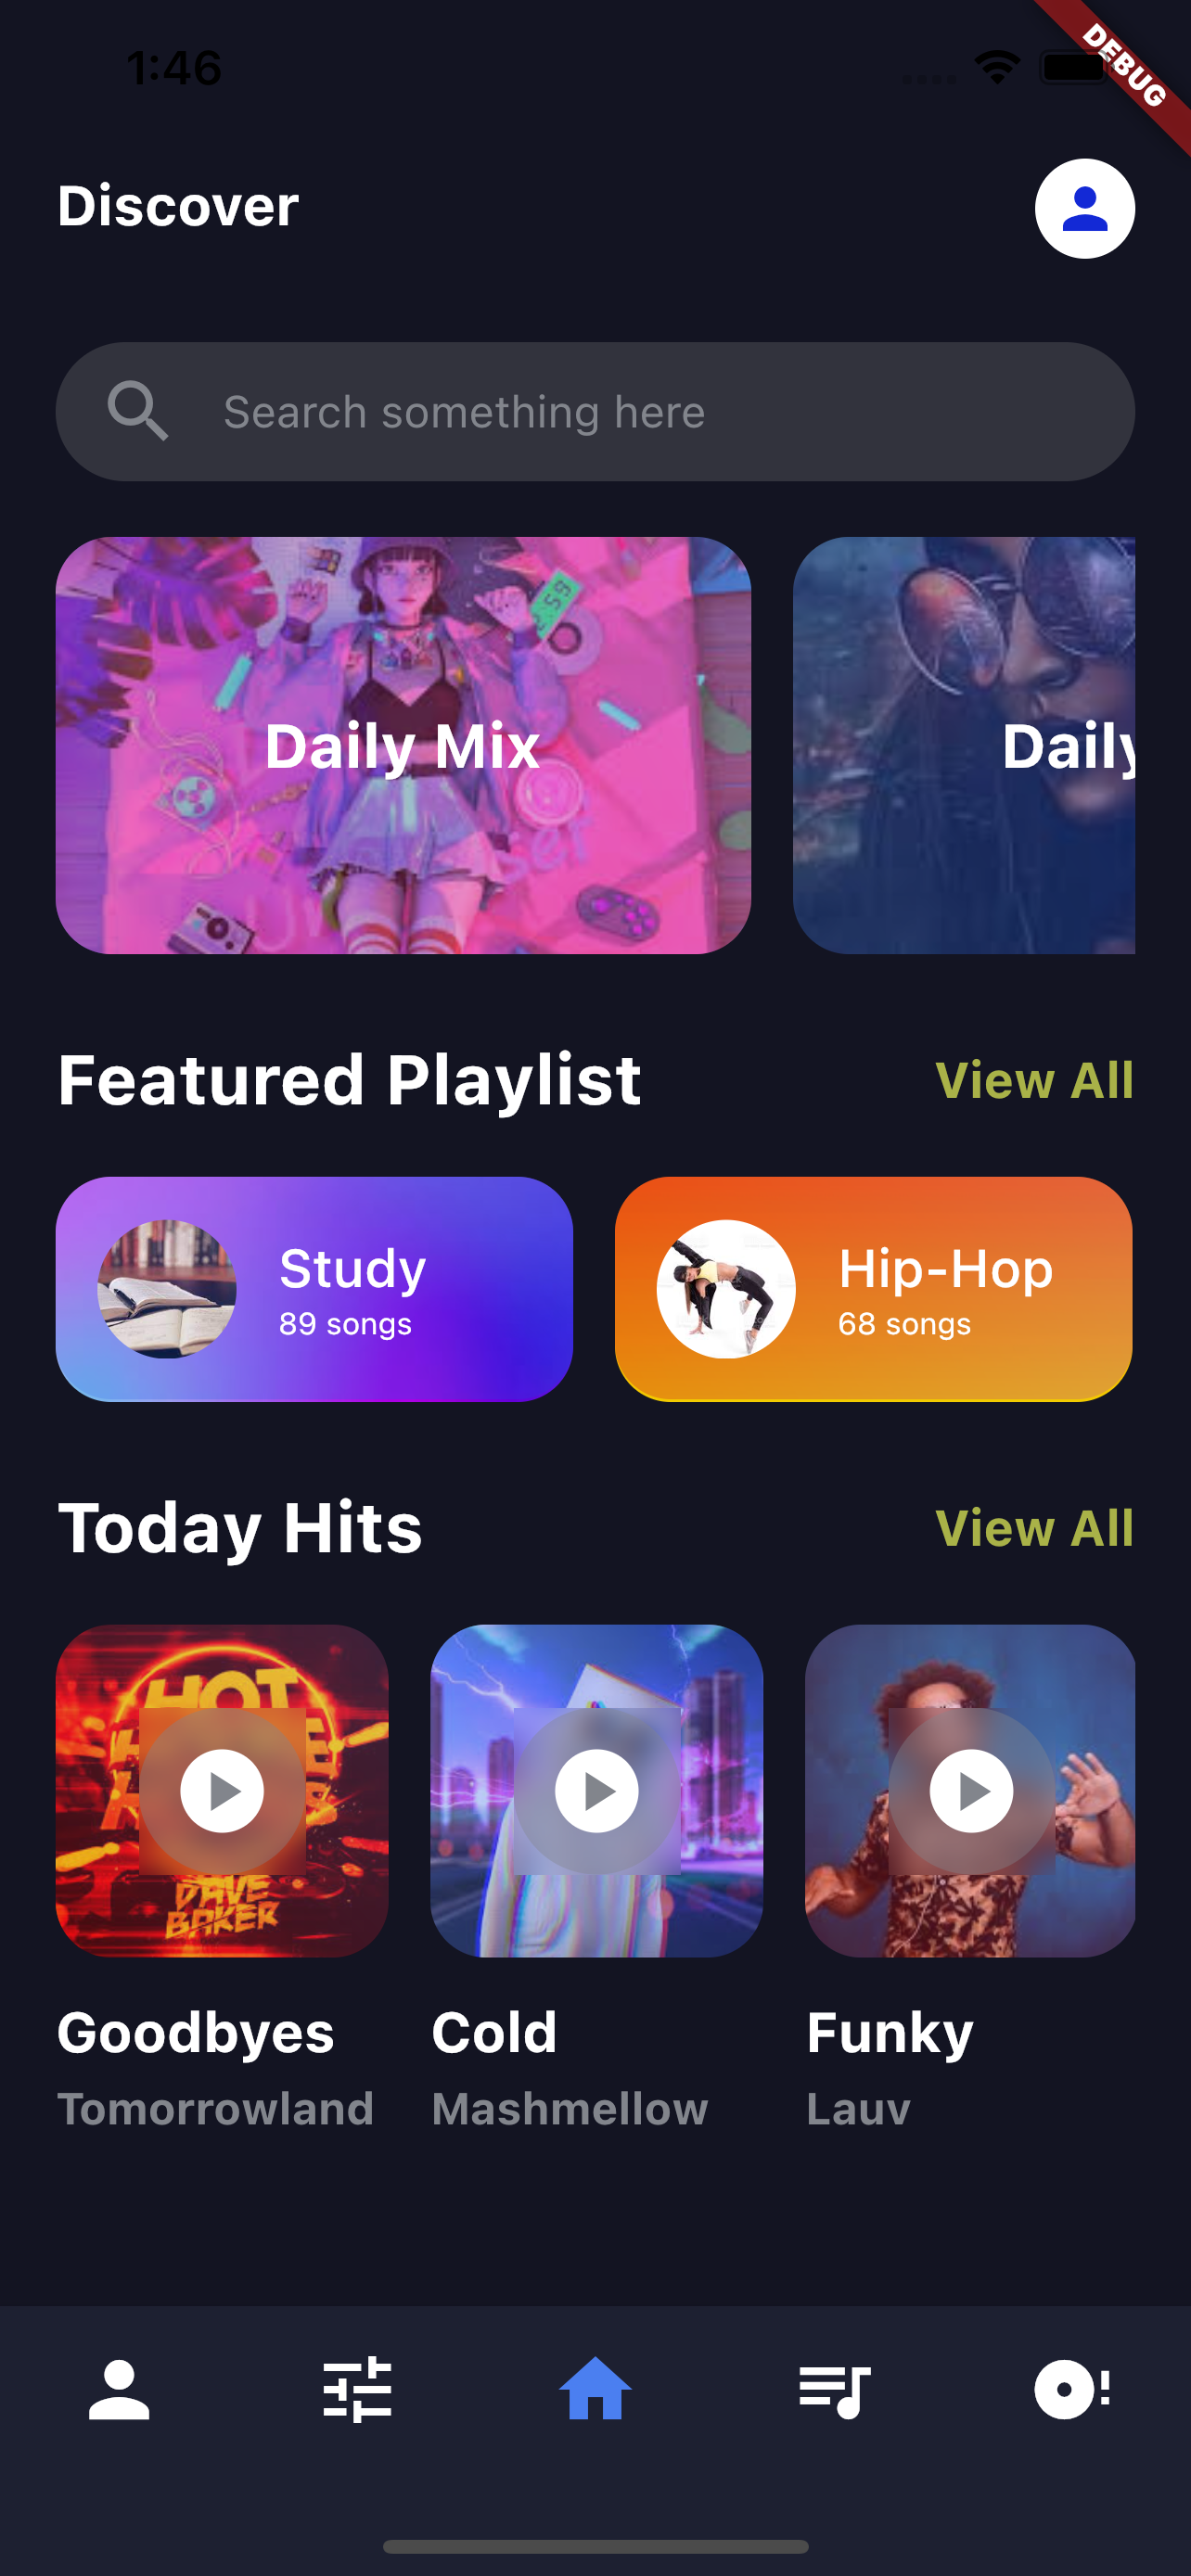 1:46
DEBUG
Discover
Search something here
Daily Mix
Daily
Featured Playlist
View All
Study
89 songs
Hip-Hop
68 songs
Today Hits
View All
HOT
DAVE
BAKER
Goodbyes
Cold
Funky
Tomorrowland
Mashmellow
Lauv